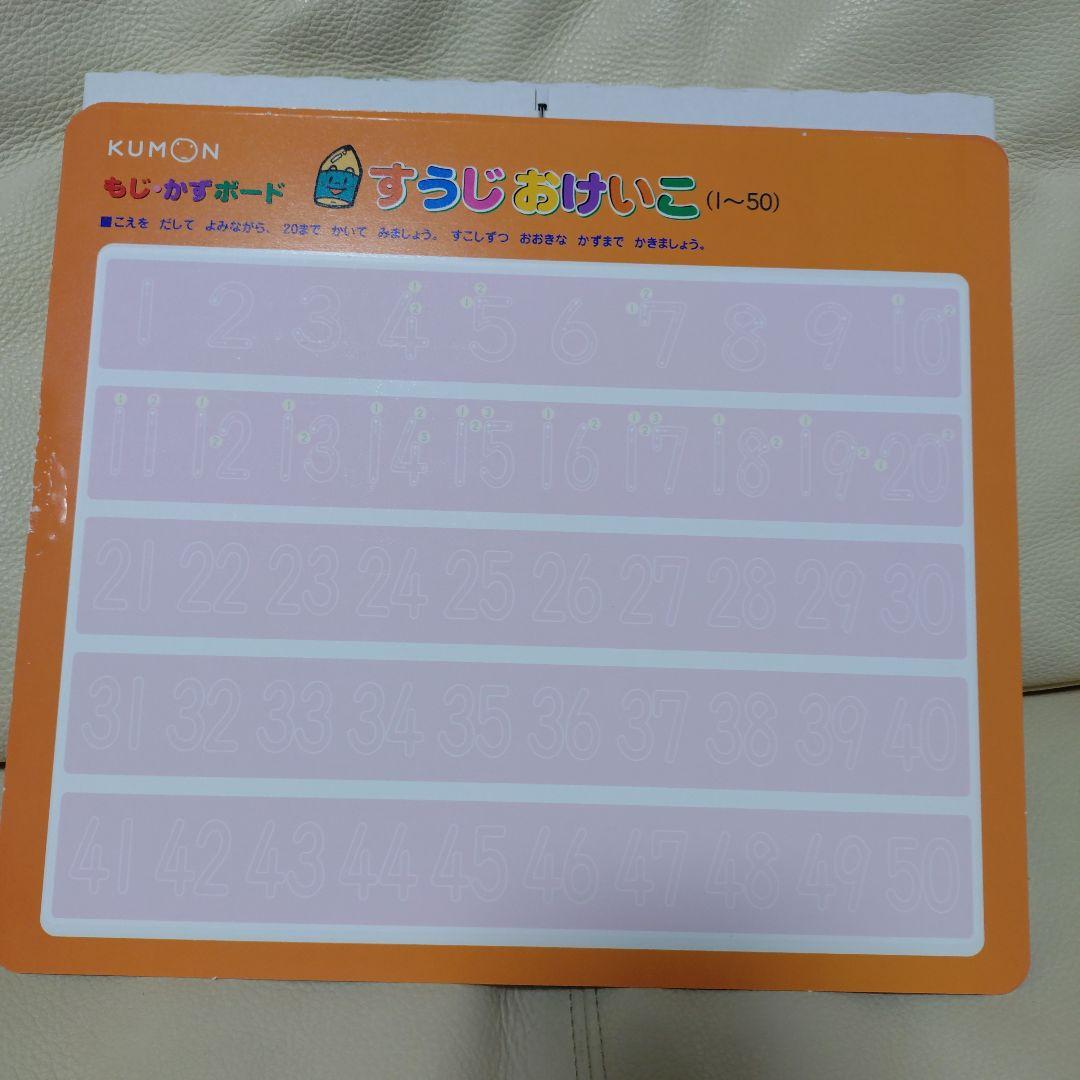 KUMON
もじ・かずボード
すうじ おけいこ (1〜50)
■こえを だして よみながら、 20まで かいて みましょう。 すこしずつ おおきな かずまで かきましょう。
1 2 3 4 5 6 7 8 9 10
11 12 13 14 15 16 17 18 19 20
21 22 23 24 25 26 27 28 29 30
31 32 33 34 35 36 37 38 39 40
41 42 43 44 45 46 47 48 49 50